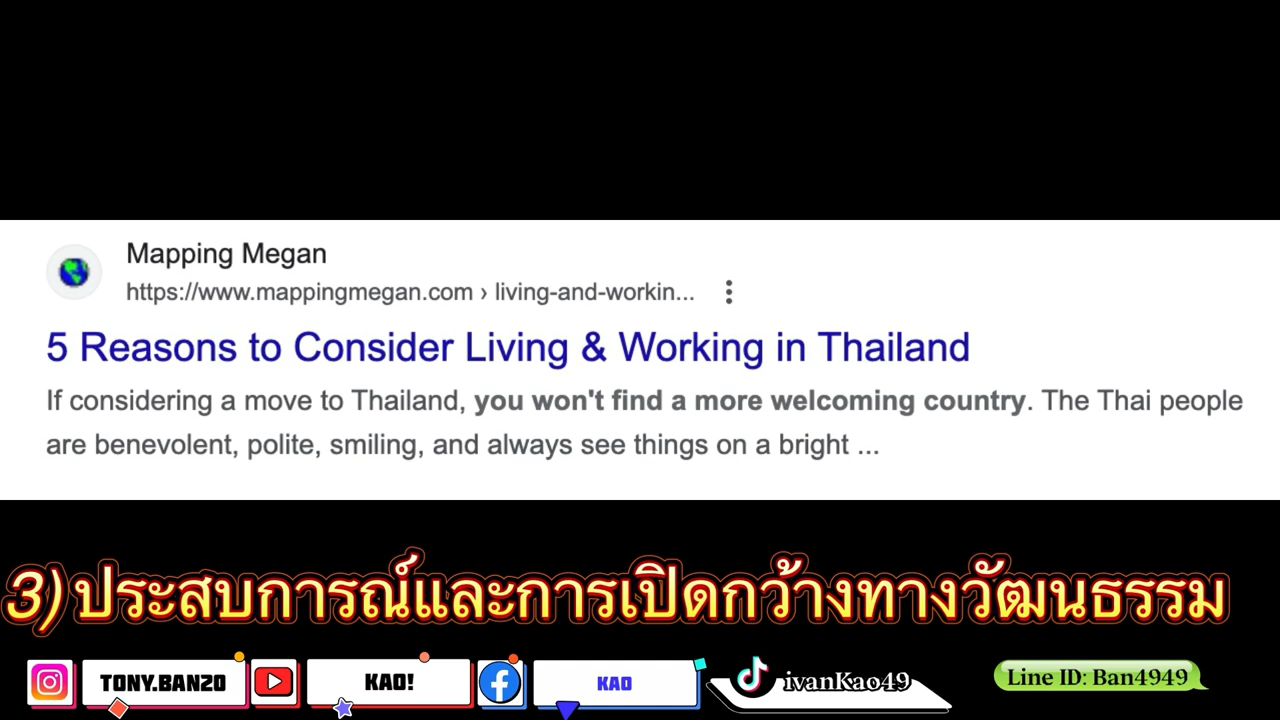 Mapping Megan
https://www.mappingmegan.com › living-and-workin...
5 Reasons to Consider Living & Working in Thailand
If considering a move to Thailand, you won't find a more welcoming country. The Thai people
are benevolent, polite, smiling, and always see things on a bright ...
3) ประสบการณ์และการเปิดกว้างทางวัฒนธรรม
TONY.BAN20 KAO! KAO ivanKao49 Line ID: Ban4949